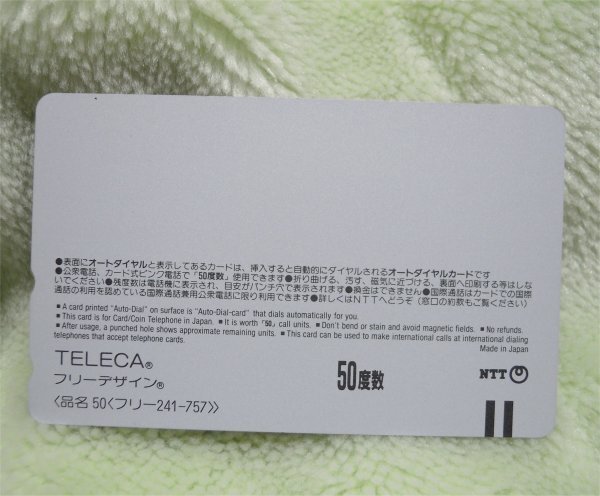 ●表面にオートダイヤルと表示してあるカードは、挿入すると自動的にダイヤルされるオートダイヤルカードです
●公衆電話、カード式ピンク電話で「50度数」使用できます●折り曲げる、汚す、磁気に近づける、裏面へ印刷する等はしな
いでください●残度数は電話機に表示され、目安がパンチ穴で表示されます●換金はできません●国際通話はカードでの国際
通話の利用を認めている国際通話兼用公衆電話に限り利用できます●詳しくはNTTへどうぞ（窓口の約款もご覧ください）
■A card printed "Auto-Dial" on surface is "Auto-Dial-card" that dials automatically for you.
■This card is for Card/Coin Telephone in Japan. ■It is worth「50」call units. ■Don't bend or stain and avoid magnetic fields. ■No refunds.
■After usage, a punched hole shows approximate remaining units. ■This card can be used to make international calls at international dialing
telephones that accept telephone cards.
Made in Japan
TELECA®
フリーデザイン®
50度数
NTT
〈品名 50〈フリー241-757〉〉